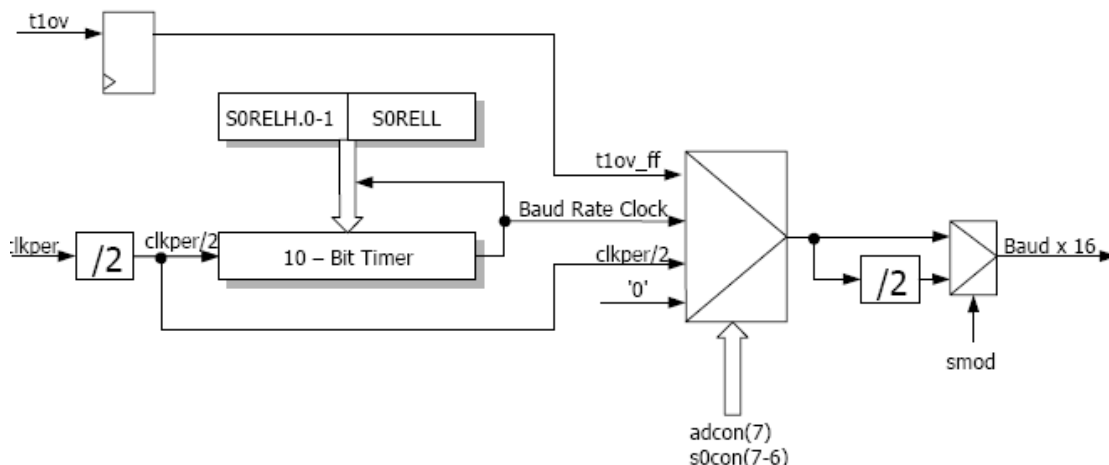 t1ov
S0RELH.0-1 S0RELL
t1ov_ff
Baud Rate Clock
clkper /2 clkper/2 10 – Bit Timer clkper/2
'0'
/2 Baud x 16
smod
adcon(7)
s0con(7-6)